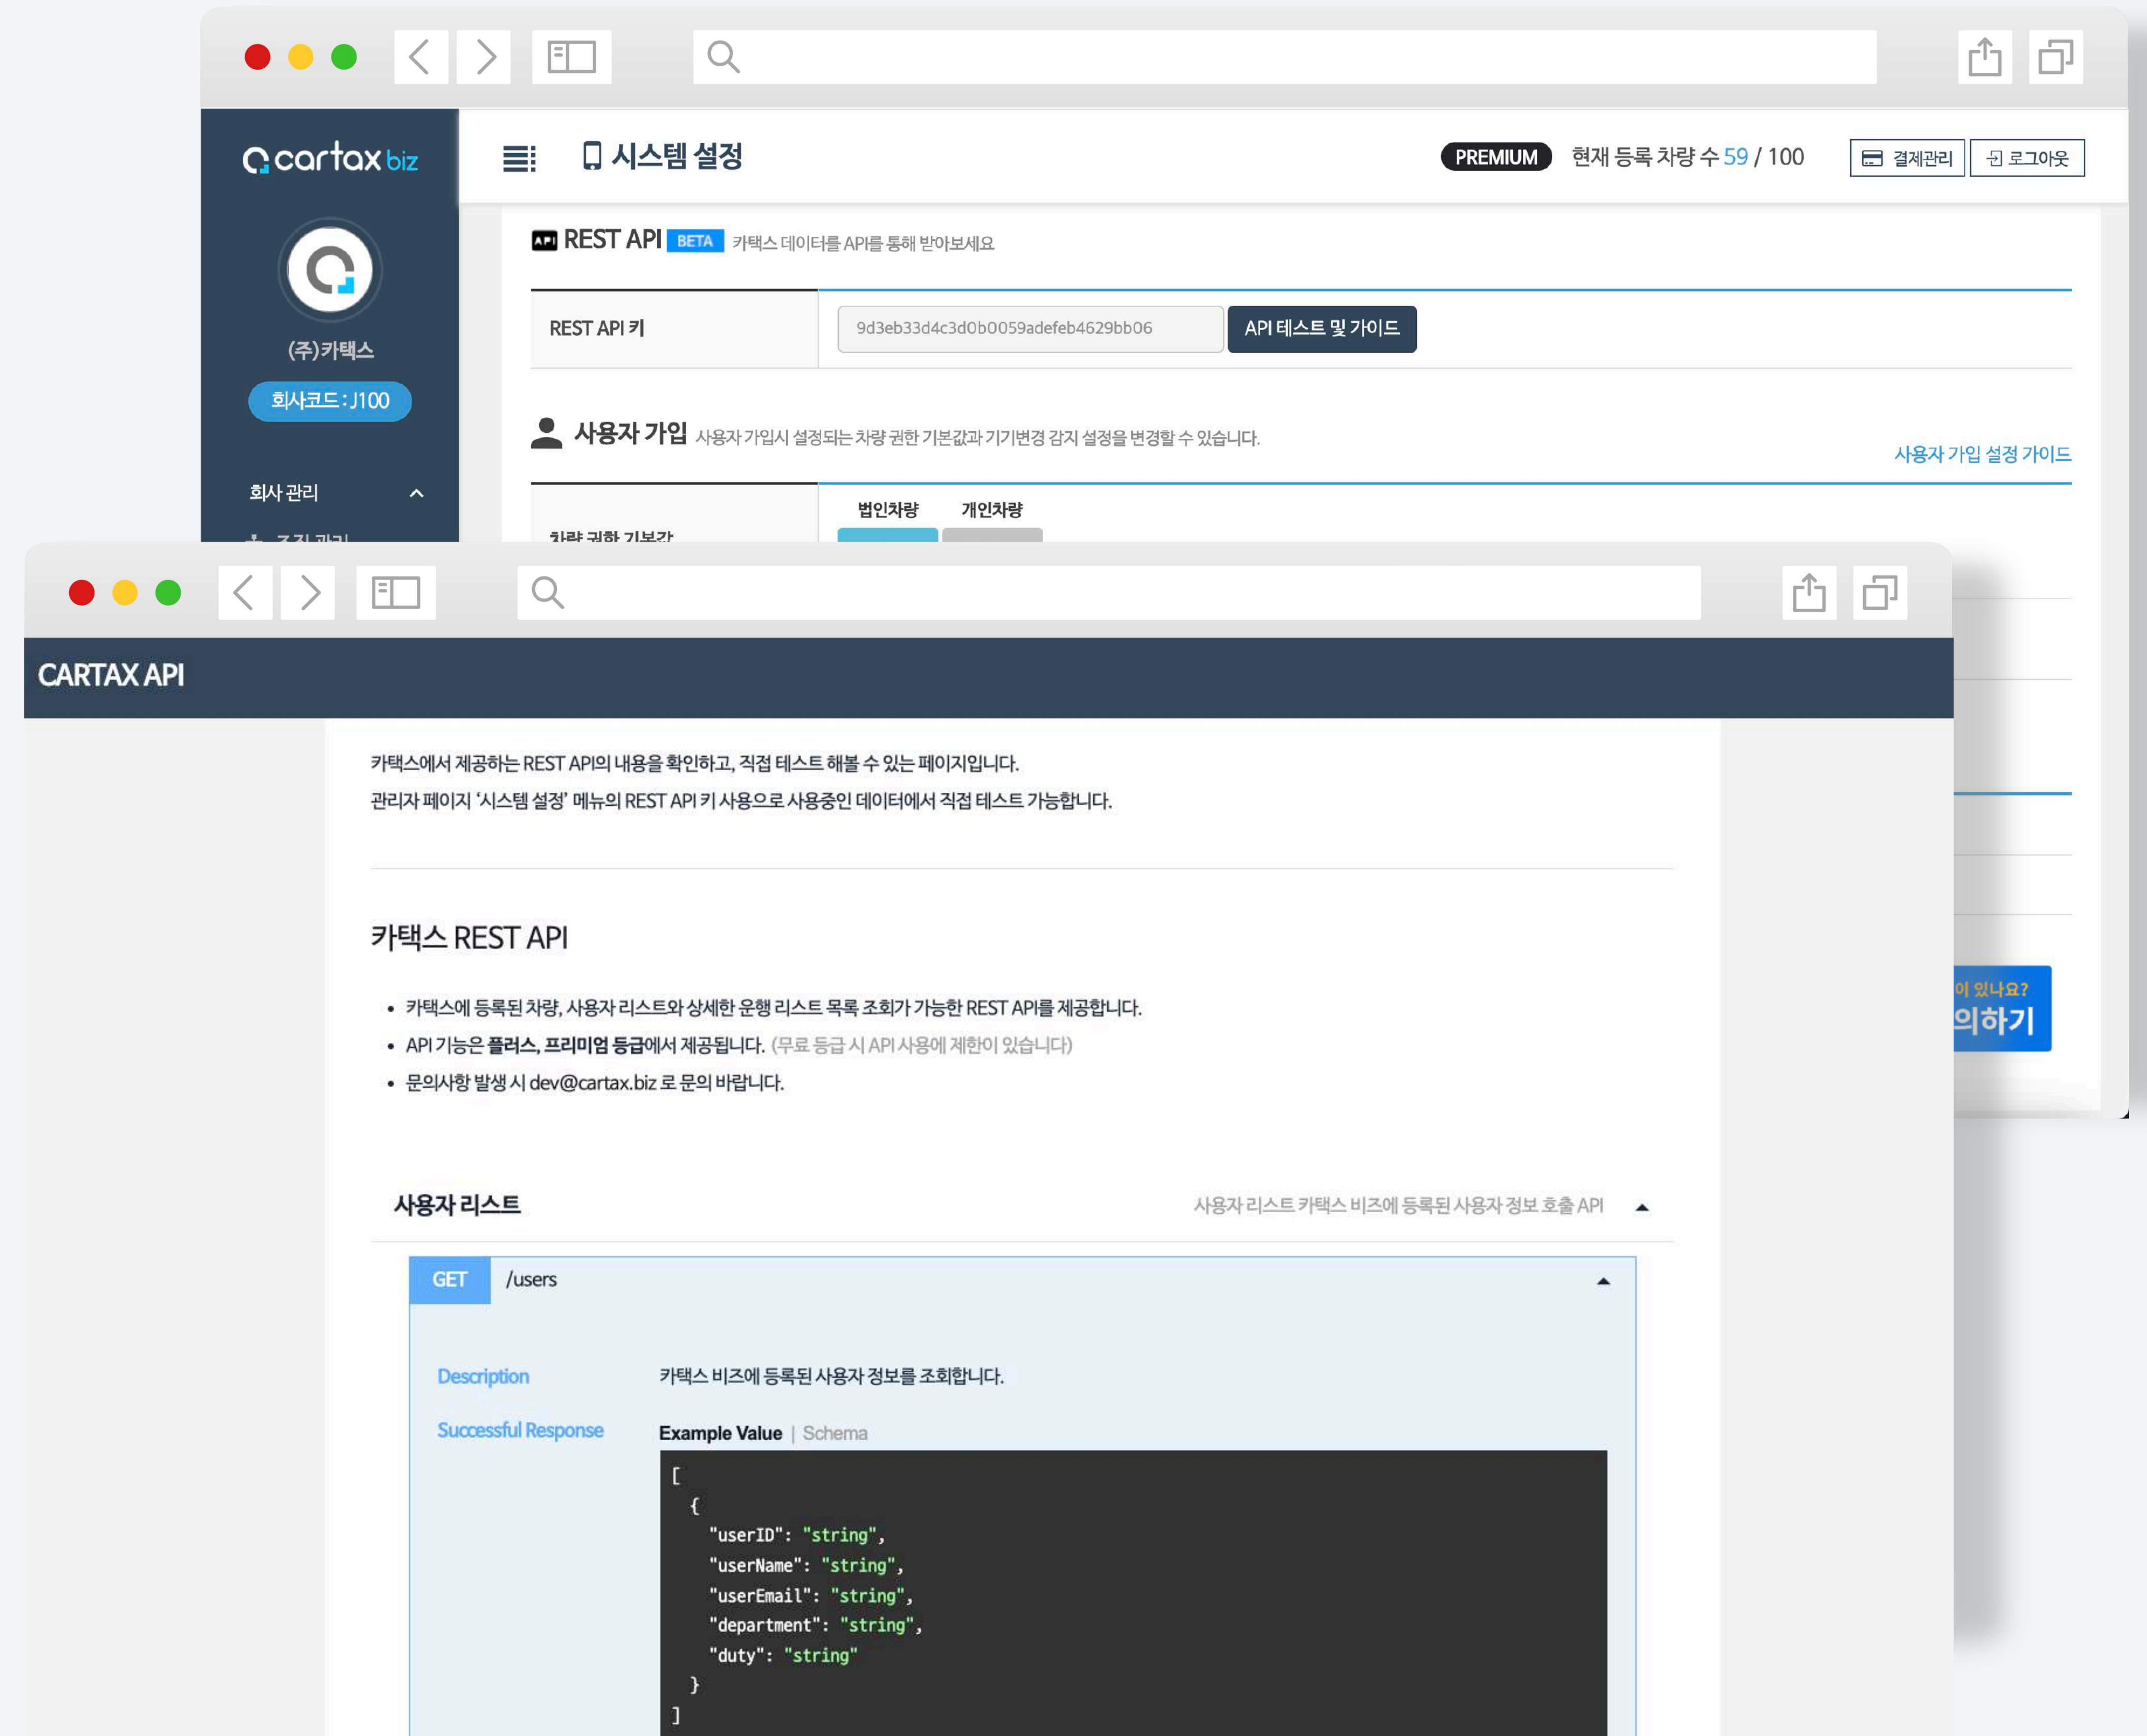 cartax biz
시스템 설정
PREMIUM 현재 등록 차량 수 59 / 100
결제관리
로그아웃
(주)카택스
회사코드 : J100
회사 관리
API REST API BETA 카택스 데이터를 API를 통해 받아보세요
REST API 키
9d3eb33d4c3d0b0059adefeb4629bb06
API 테스트 및 가이드
사용자 가입 사용자 가입시 설정되는 차량 권한 기본값과 기기변경 감지 설정을 변경할 수 있습니다.
사용자 가입 설정 가이드
법인차량 개인차량
차량 권한 기본값
이 있나요?
의하기
CARTAX API
카택스에서 제공하는 REST API의 내용을 확인하고, 직접 테스트 해볼 수 있는 페이지입니다.
관리자 페이지 ‘시스템 설정’ 메뉴의 REST API 키 사용으로 사용중인 데이터에서 직접 테스트 가능합니다.
카택스 REST API
• 카택스에 등록된 차량, 사용자 리스트와 상세한 운행 리스트 목록 조회가 가능한 REST API를 제공합니다.
• API 기능은 플러스, 프리미엄 등급에서 제공됩니다. (무료 등급 시 API 사용에 제한이 있습니다)
• 문의사항 발생 시 dev@cartax.biz 로 문의 바랍니다.
사용자 리스트
사용자 리스트 카택스 비즈에 등록된 사용자 정보 호출 API
GET /users
Description 카택스 비즈에 등록된 사용자 정보를 조회합니다.
Successful Response Example Value | Schema
[
{
"userID": "string",
"userName": "string",
"userEmail": "string",
"department": "string",
"duty": "string"
}
]